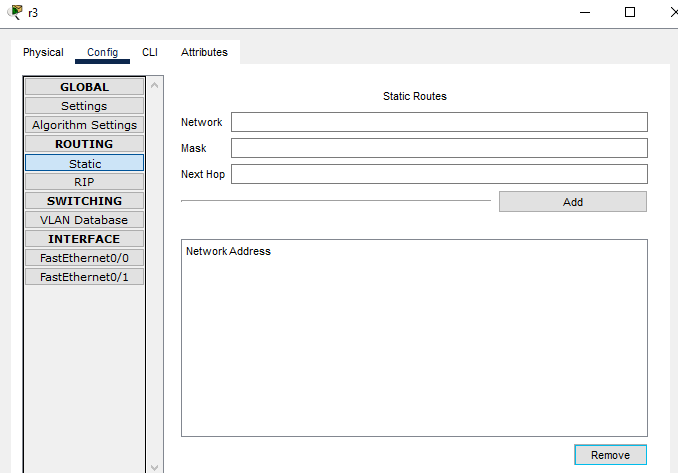 r3
Physical Config CLI Attributes
GLOBAL
Settings
Algorithm Settings
ROUTING
Static
RIP
SWITCHING
VLAN Database
INTERFACE
FastEthernet0/0
FastEthernet0/1
Static Routes
Network
Mask
Next Hop
Add
Network Address
Remove